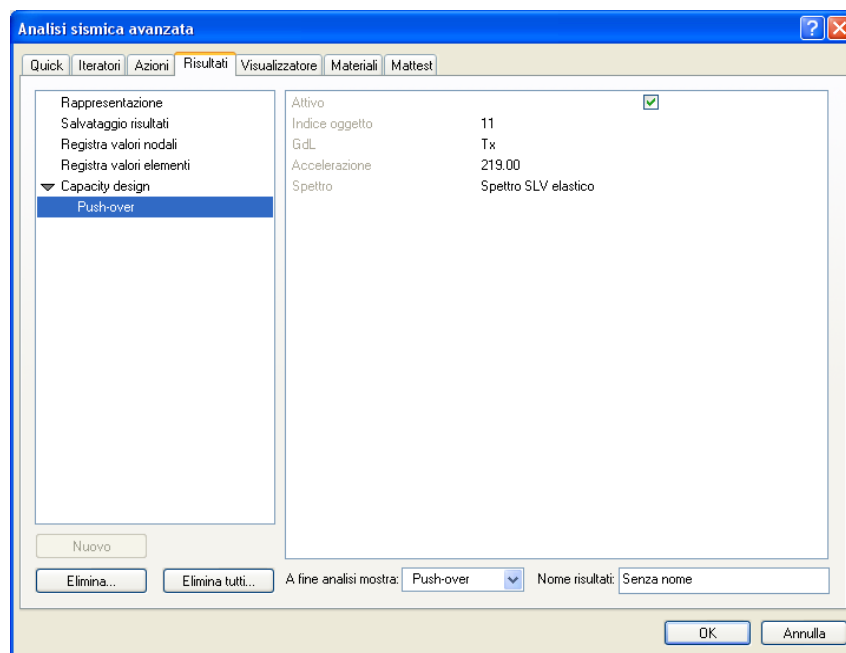 Analisi sismica avanzata
Quick Iteratori Azioni Risultati Visualizzatore Materiali Mattest
Rappresentazione
Salvataggio risultati
Registra valori nodali
Registra valori elementi
Capacity design
Push-over
Attivo
Indice oggetto 11
GdL Tx
Accelerazione 219.00
Spettro Spettro SLV elastico
Nuovo
Elimina... Elimina tutti... A fine analisi mostra: Push-over Nome risultati: Senza nome
OK Annulla